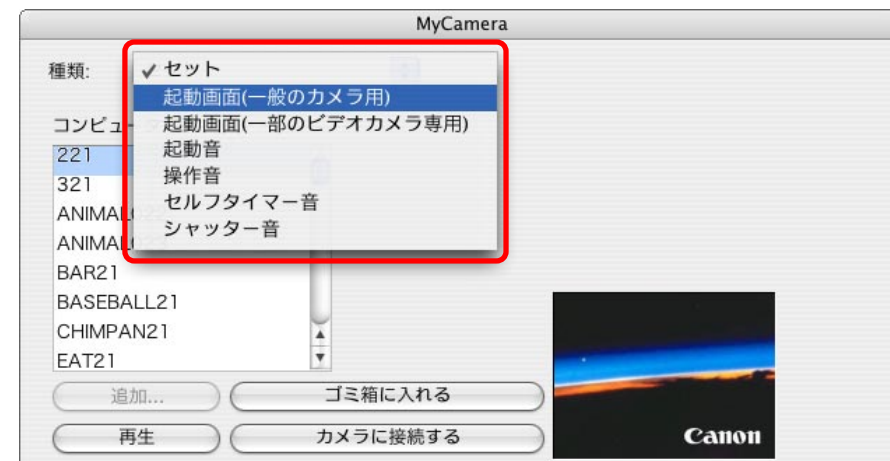 MyCamera
種類:
✓ セット
起動画面(一般のカメラ用)
起動画面(一部のビデオカメラ専用)
起動音
操作音
セルフタイマー音
シャッター音
コンピュ
221
321
ANIMAL
ANIMAL
BAR21
BASEBALL21
CHIMPAN21
EAT21
追加...
ゴミ箱に入れる
再生
カメラに接続する
Canon